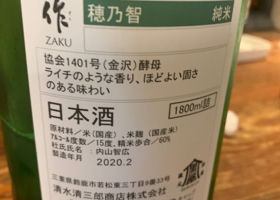 作 穂乃智 純米
ZAKU
協会1401号(金沢)酵母
ライチのような香り、ほどよい固さ
のある味わい
日本酒 1800ml詰
原材料/米(国産)、米麹(国産米)
アルコール度数/15度、精米歩合/60%
杜氏氏名:内山智広
製造年月
2020.2
三重県鈴鹿市若松東三丁目9番33号
清水清三郎商店株式会社